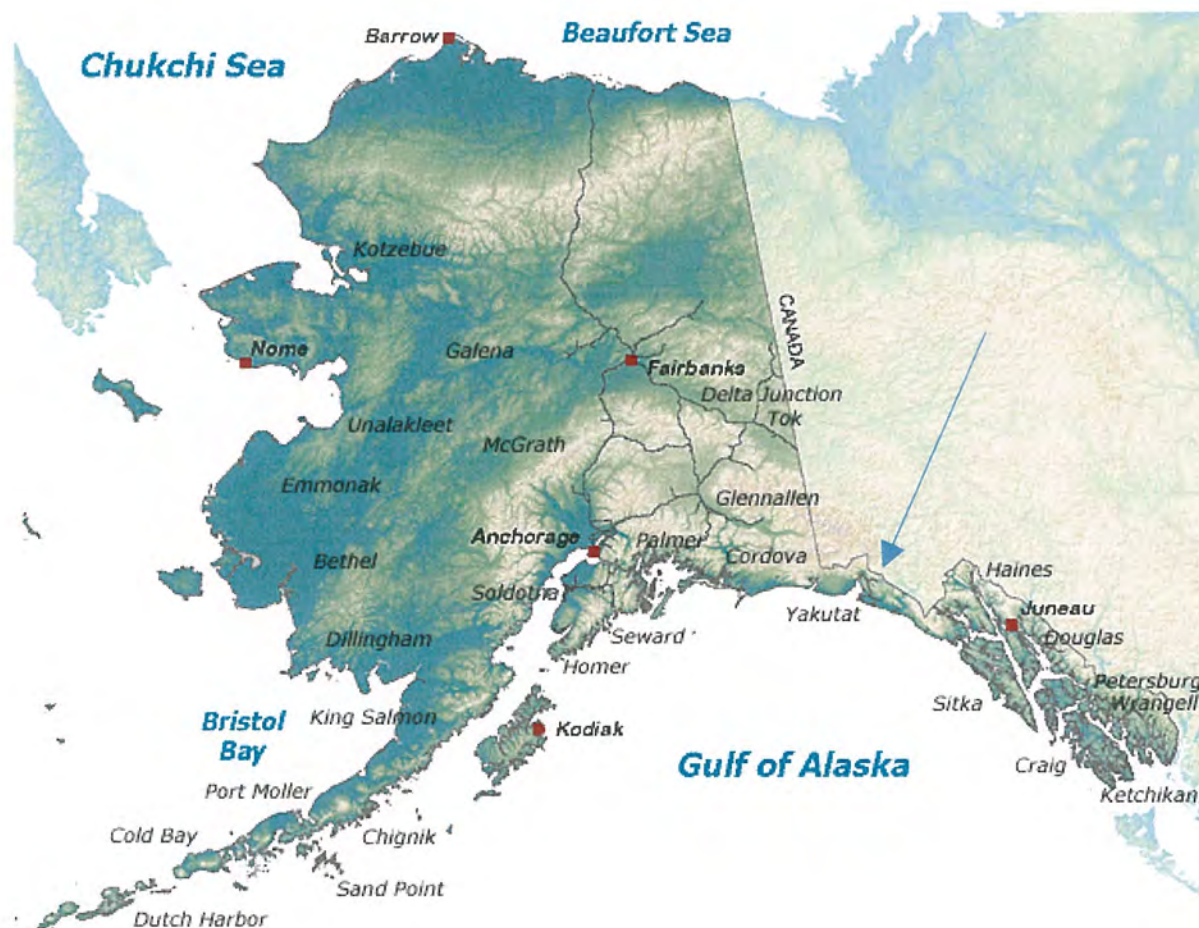 Barrow
Beaufort Sea
Chukchi Sea
Kotzebue
CANADA
Nome
Galena
Fairbanks
Delta Junction
Tok
Unalakleet
McGrath
Emmonak
Glennallen
Anchorage
Palmer
Cordova
Bethel
Soldotna
Haines
Yakutat
Juneau
Douglas
Dillingham
Seward
Homer
Petersburg
Wrangell
Sitka
King Salmon
Bristol
Bay
Kodiak
Gulf of Alaska
Craig
Ketchikan
Port Moller
Cold Bay
Chignik
Sand Point
Dutch Harbor